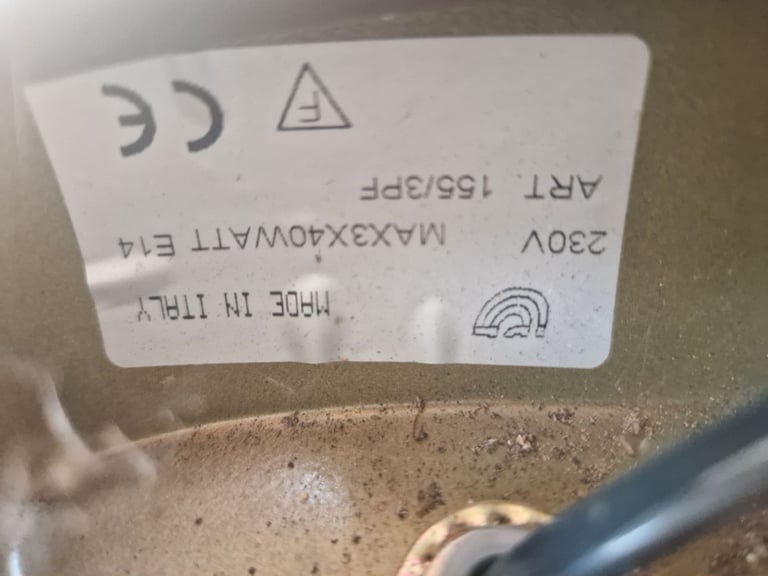 MADE IN ITALY
230V MAX3X40WATT E14
ART. 155/3PF
F CE